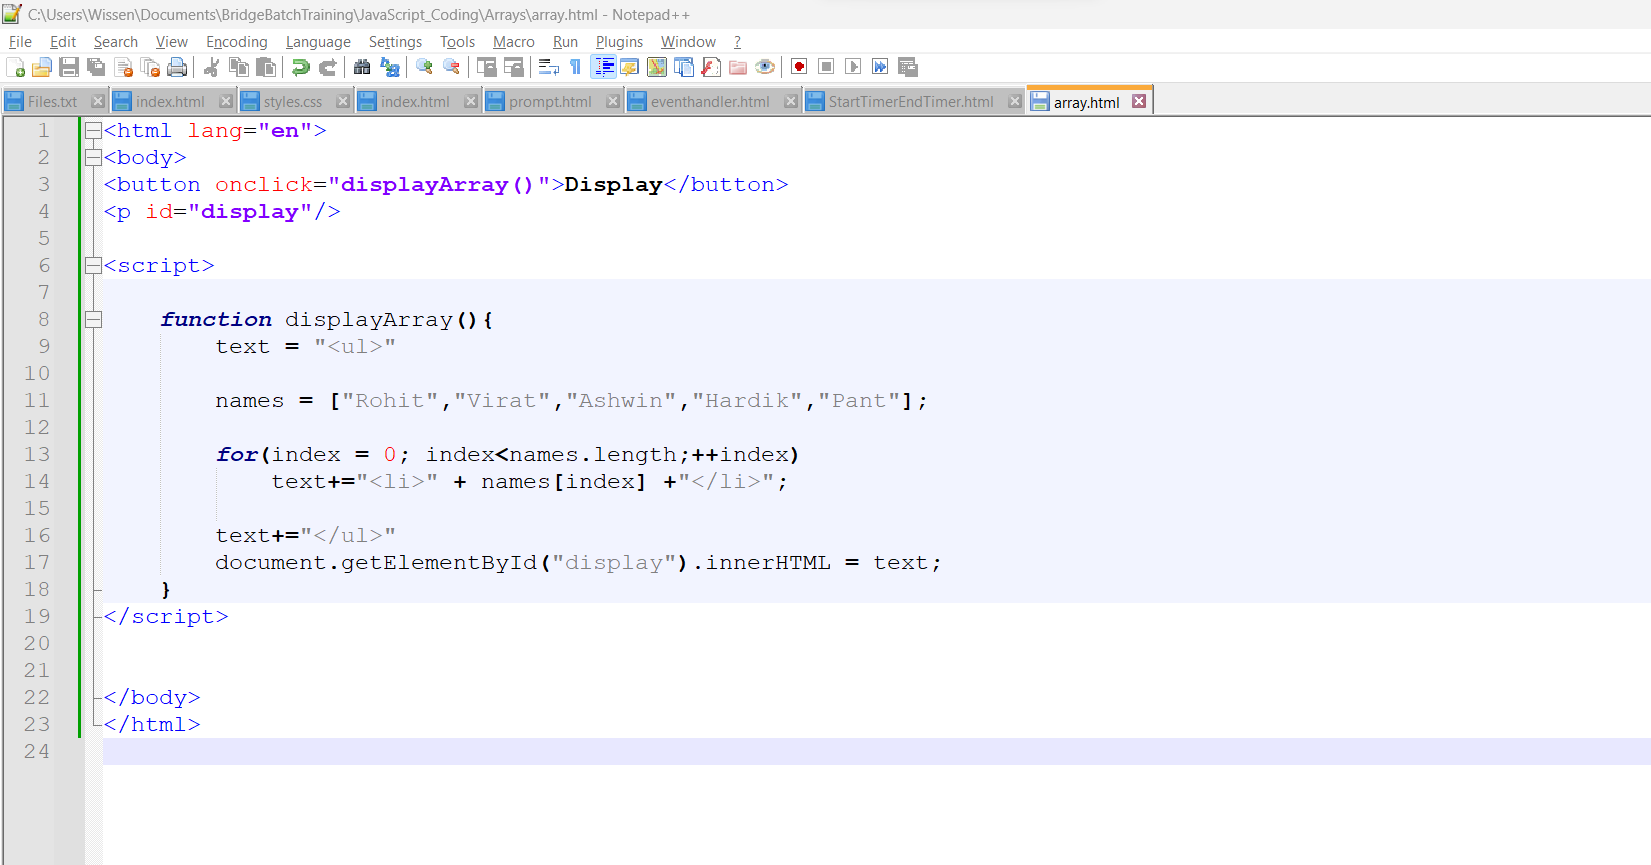 C:\Users\Wissen\Documents\BridgeBatchTraining\JavaScript_Coding\Arrays\array.html - Notepad++
File Edit Search View Encoding Language Settings Tools Macro Run Plugins Window ?
Files.txt index.html styles.css index.html prompt.html eventhandler.html StartTimerEndTimer.html array.html
1 <html lang="en">
2 <body>
3 <button onclick="displayArray()">Display</button>
4 <p id="display"/>
5
6 <script>
7
8 function displayArray(){
9 text = "<ul>"
10
11 names = ["Rohit","Virat","Ashwin","Hardik","Pant"];
12
13 for(index = 0; index<names.length;++index)
14 text+="<li>" + names[index] +"</li>";
15
16 text+="</ul>"
17 document.getElementById("display").innerHTML = text;
18 }
19 </script>
20
21
22 </body>
23 </html>
24